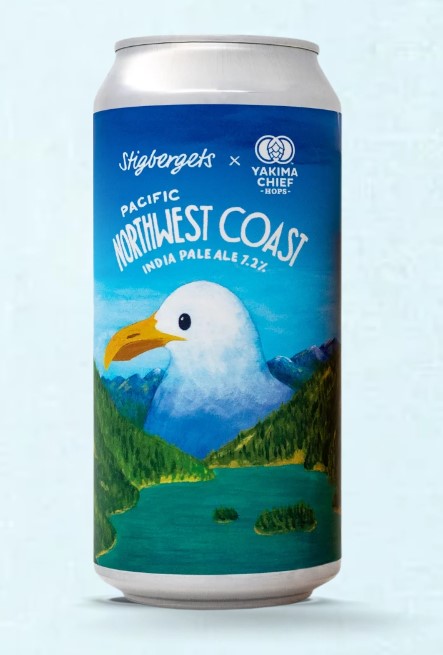 Stigbergets × YAKIMA
CHIEF
-HOPS-
PACIFIC
NORTHWEST COAST
INDIA PALE ALE 7.2%